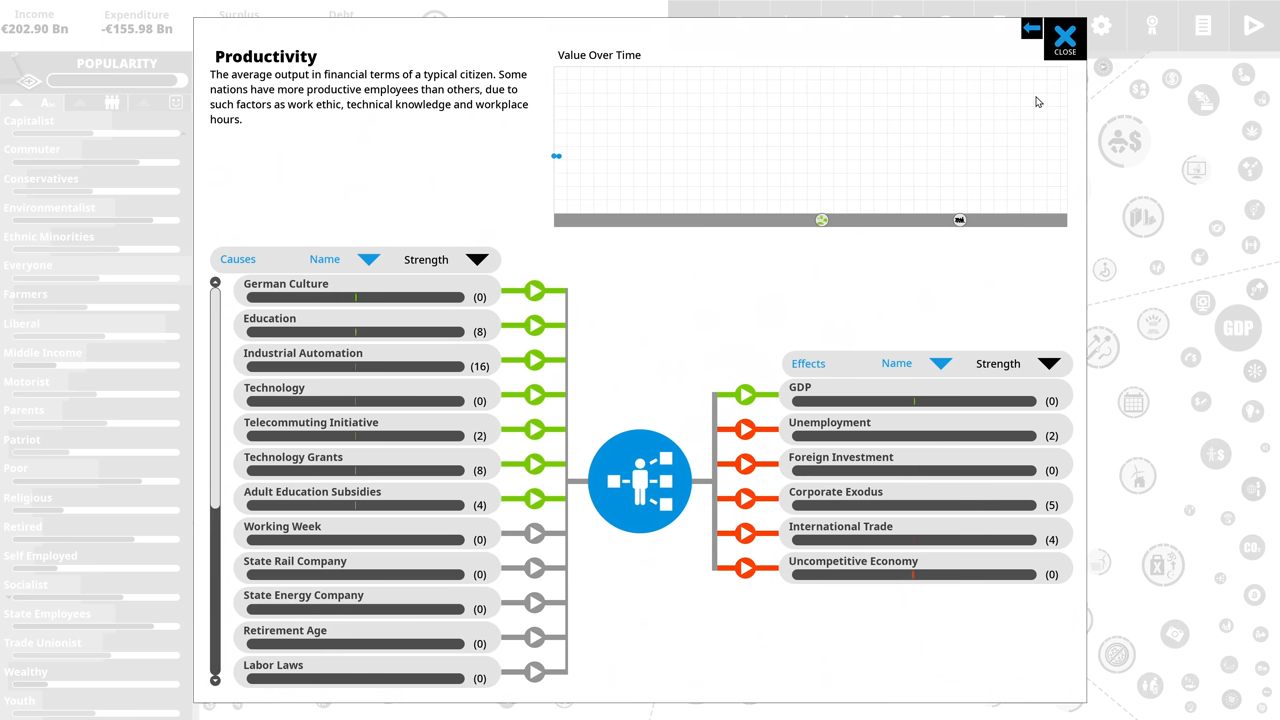 Income
Expenditure
Surplus
Debt
€202.90 Bn
-€155.98 Bn
POPULARITY
Capitalist
Commuter
Conservatives
Environmentalist
Ethnic Minorities
Everyone
Farmers
Liberal
Middle Income
Motorist
Parents
Patriot
Poor
Religious
Retired
Self Employed
Socialist
State Employees
Trade Unionist
Wealthy
Youth
Productivity
The average output in financial terms of a typical citizen. Some
nations have more productive employees than others, due to
such factors as work ethic, technical knowledge and workplace
hours.
Value Over Time
CLOSE
Causes
Name
Strength
German Culture
(0)
Education
(8)
Industrial Automation
(16)
Technology
(0)
Telecommuting Initiative
(2)
Technology Grants
(8)
Adult Education Subsidies
(4)
Working Week
(0)
State Rail Company
(0)
State Energy Company
(0)
Retirement Age
(0)
Labor Laws
(0)
Effects
Name
Strength
GDP
(0)
Unemployment
(2)
Foreign Investment
(0)
Corporate Exodus
(5)
International Trade
(4)
Uncompetitive Economy
(0)
GDP